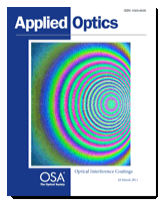 Applied Optics
Optical Interference Coatings
OSA
The Optical Society